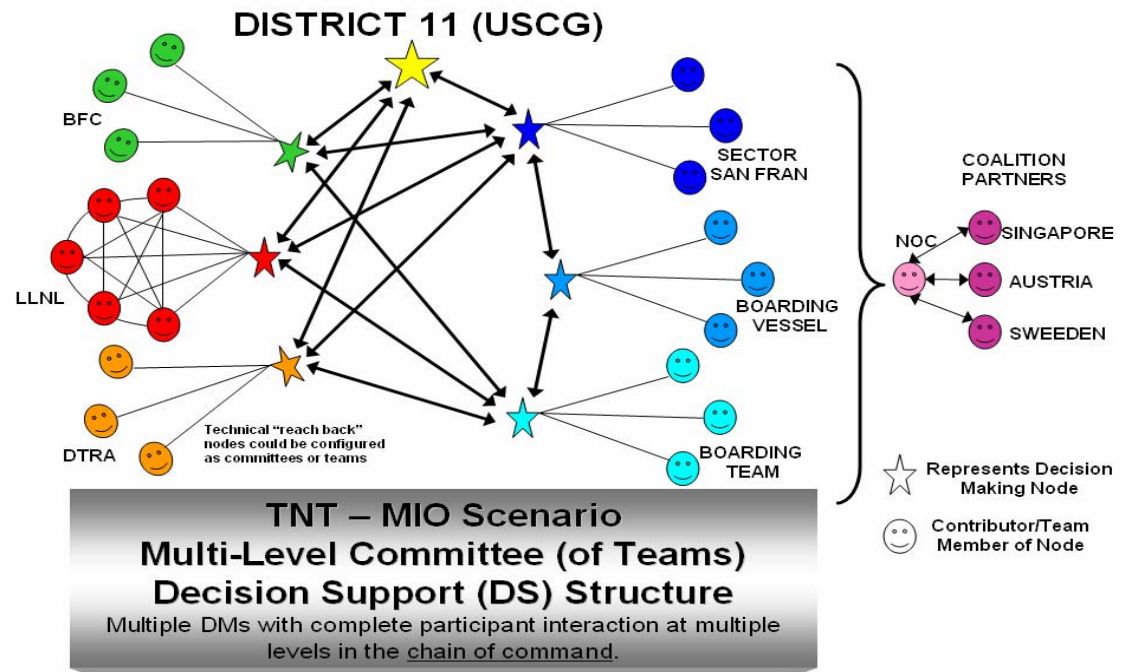 DISTRICT 11 (USCG)
BFC
LLNL
DTRA
Technical “reach back”
nodes could be configured
as committees or teams
SECTOR
SAN FRAN
BOARDING
VESSEL
BOARDING
TEAM
COALITION
PARTNERS
NOC
SINGAPORE
AUSTRIA
SWEEDEN
Represents Decision
Making Node
Contributor/Team
Member of Node
TNT – MIO Scenario
Multi-Level Committee (of Teams)
Decision Support (DS) Structure
Multiple DMs with complete participant interaction at multiple
levels in the chain of command.